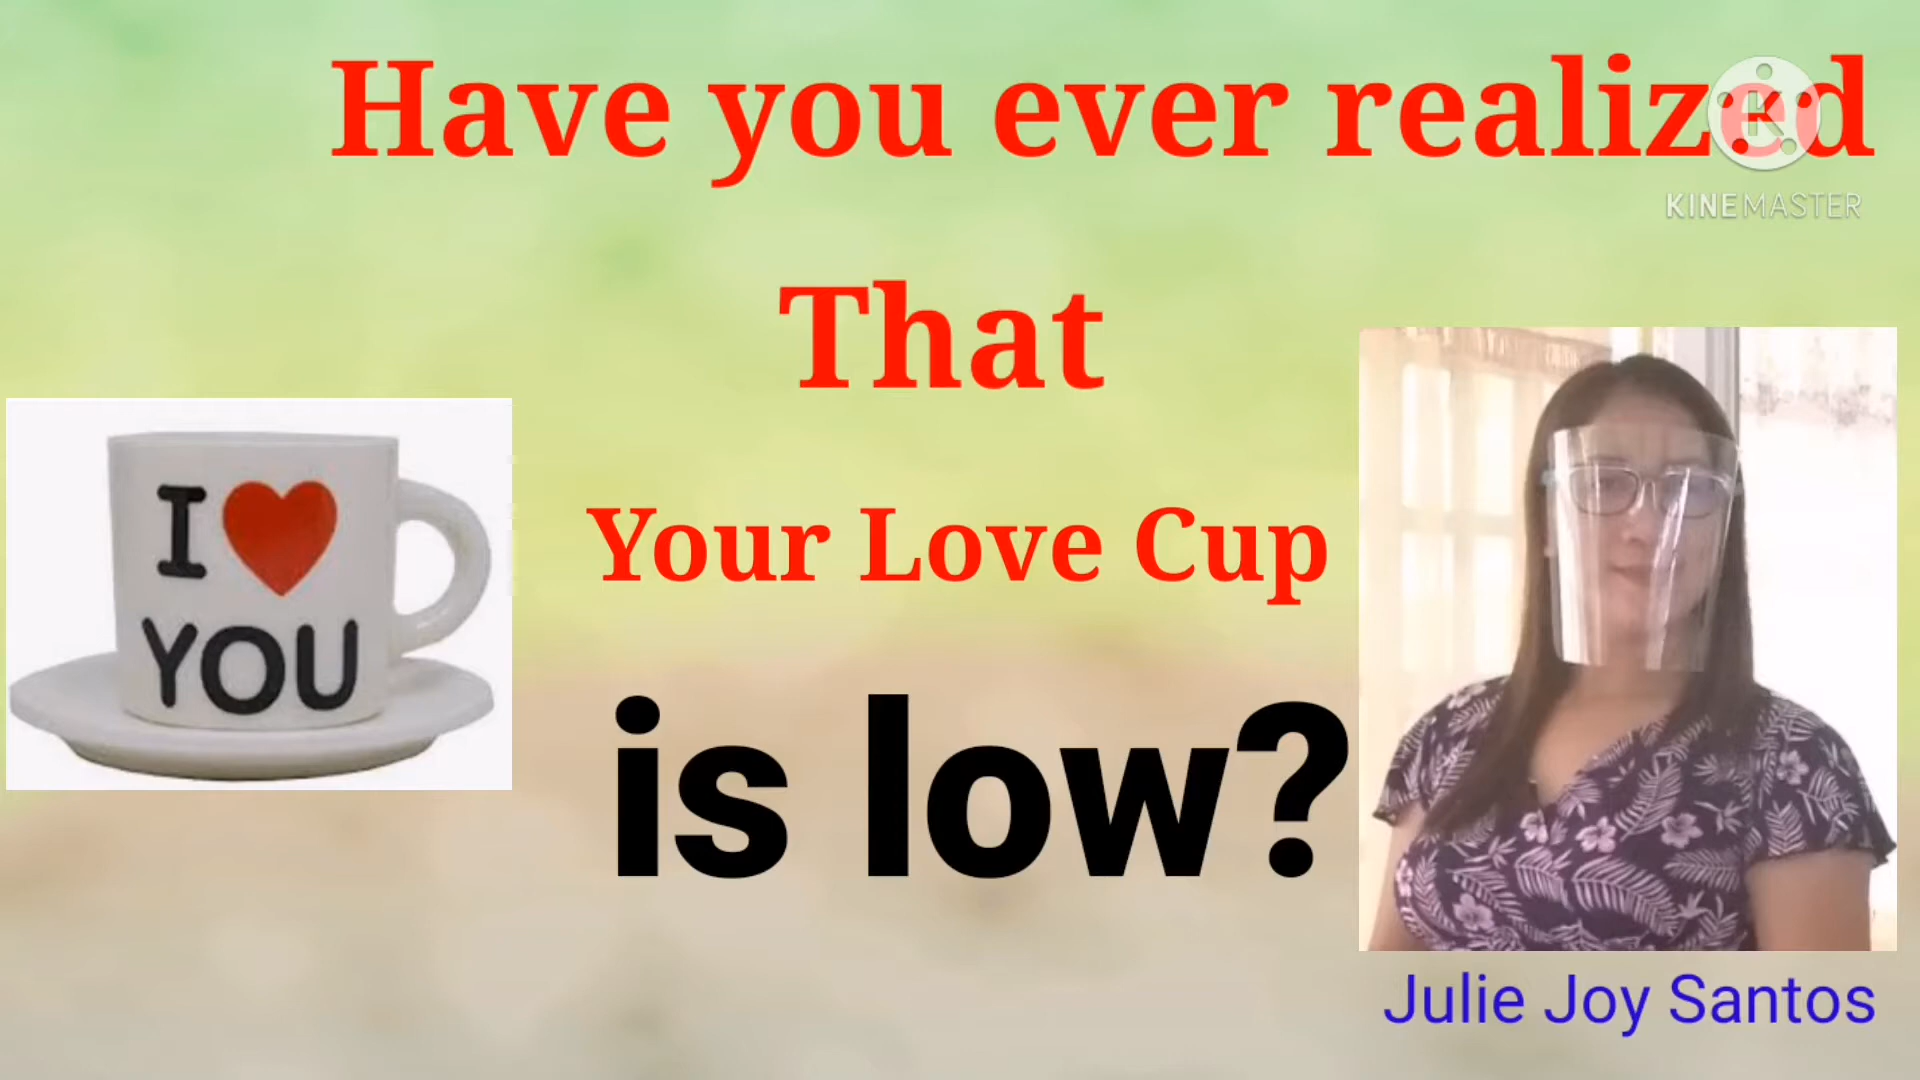 Have you ever realized
KINEMASTER
That
Your Love Cup
I ❤ YOU
is low?
Julie Joy Santos